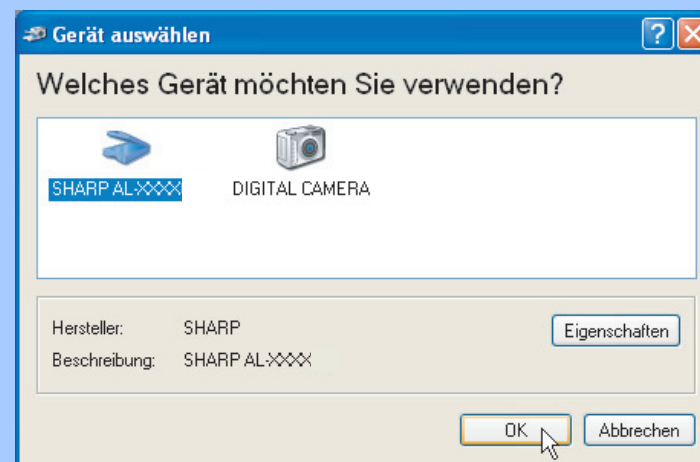 Gerät auswählen
Welches Gerät möchten Sie verwenden?
SHARP AL-XXXX DIGITAL CAMERA
Hersteller: SHARP
Eigenschaften
Beschreibung: SHARP AL-XXXX
OK Abbrechen